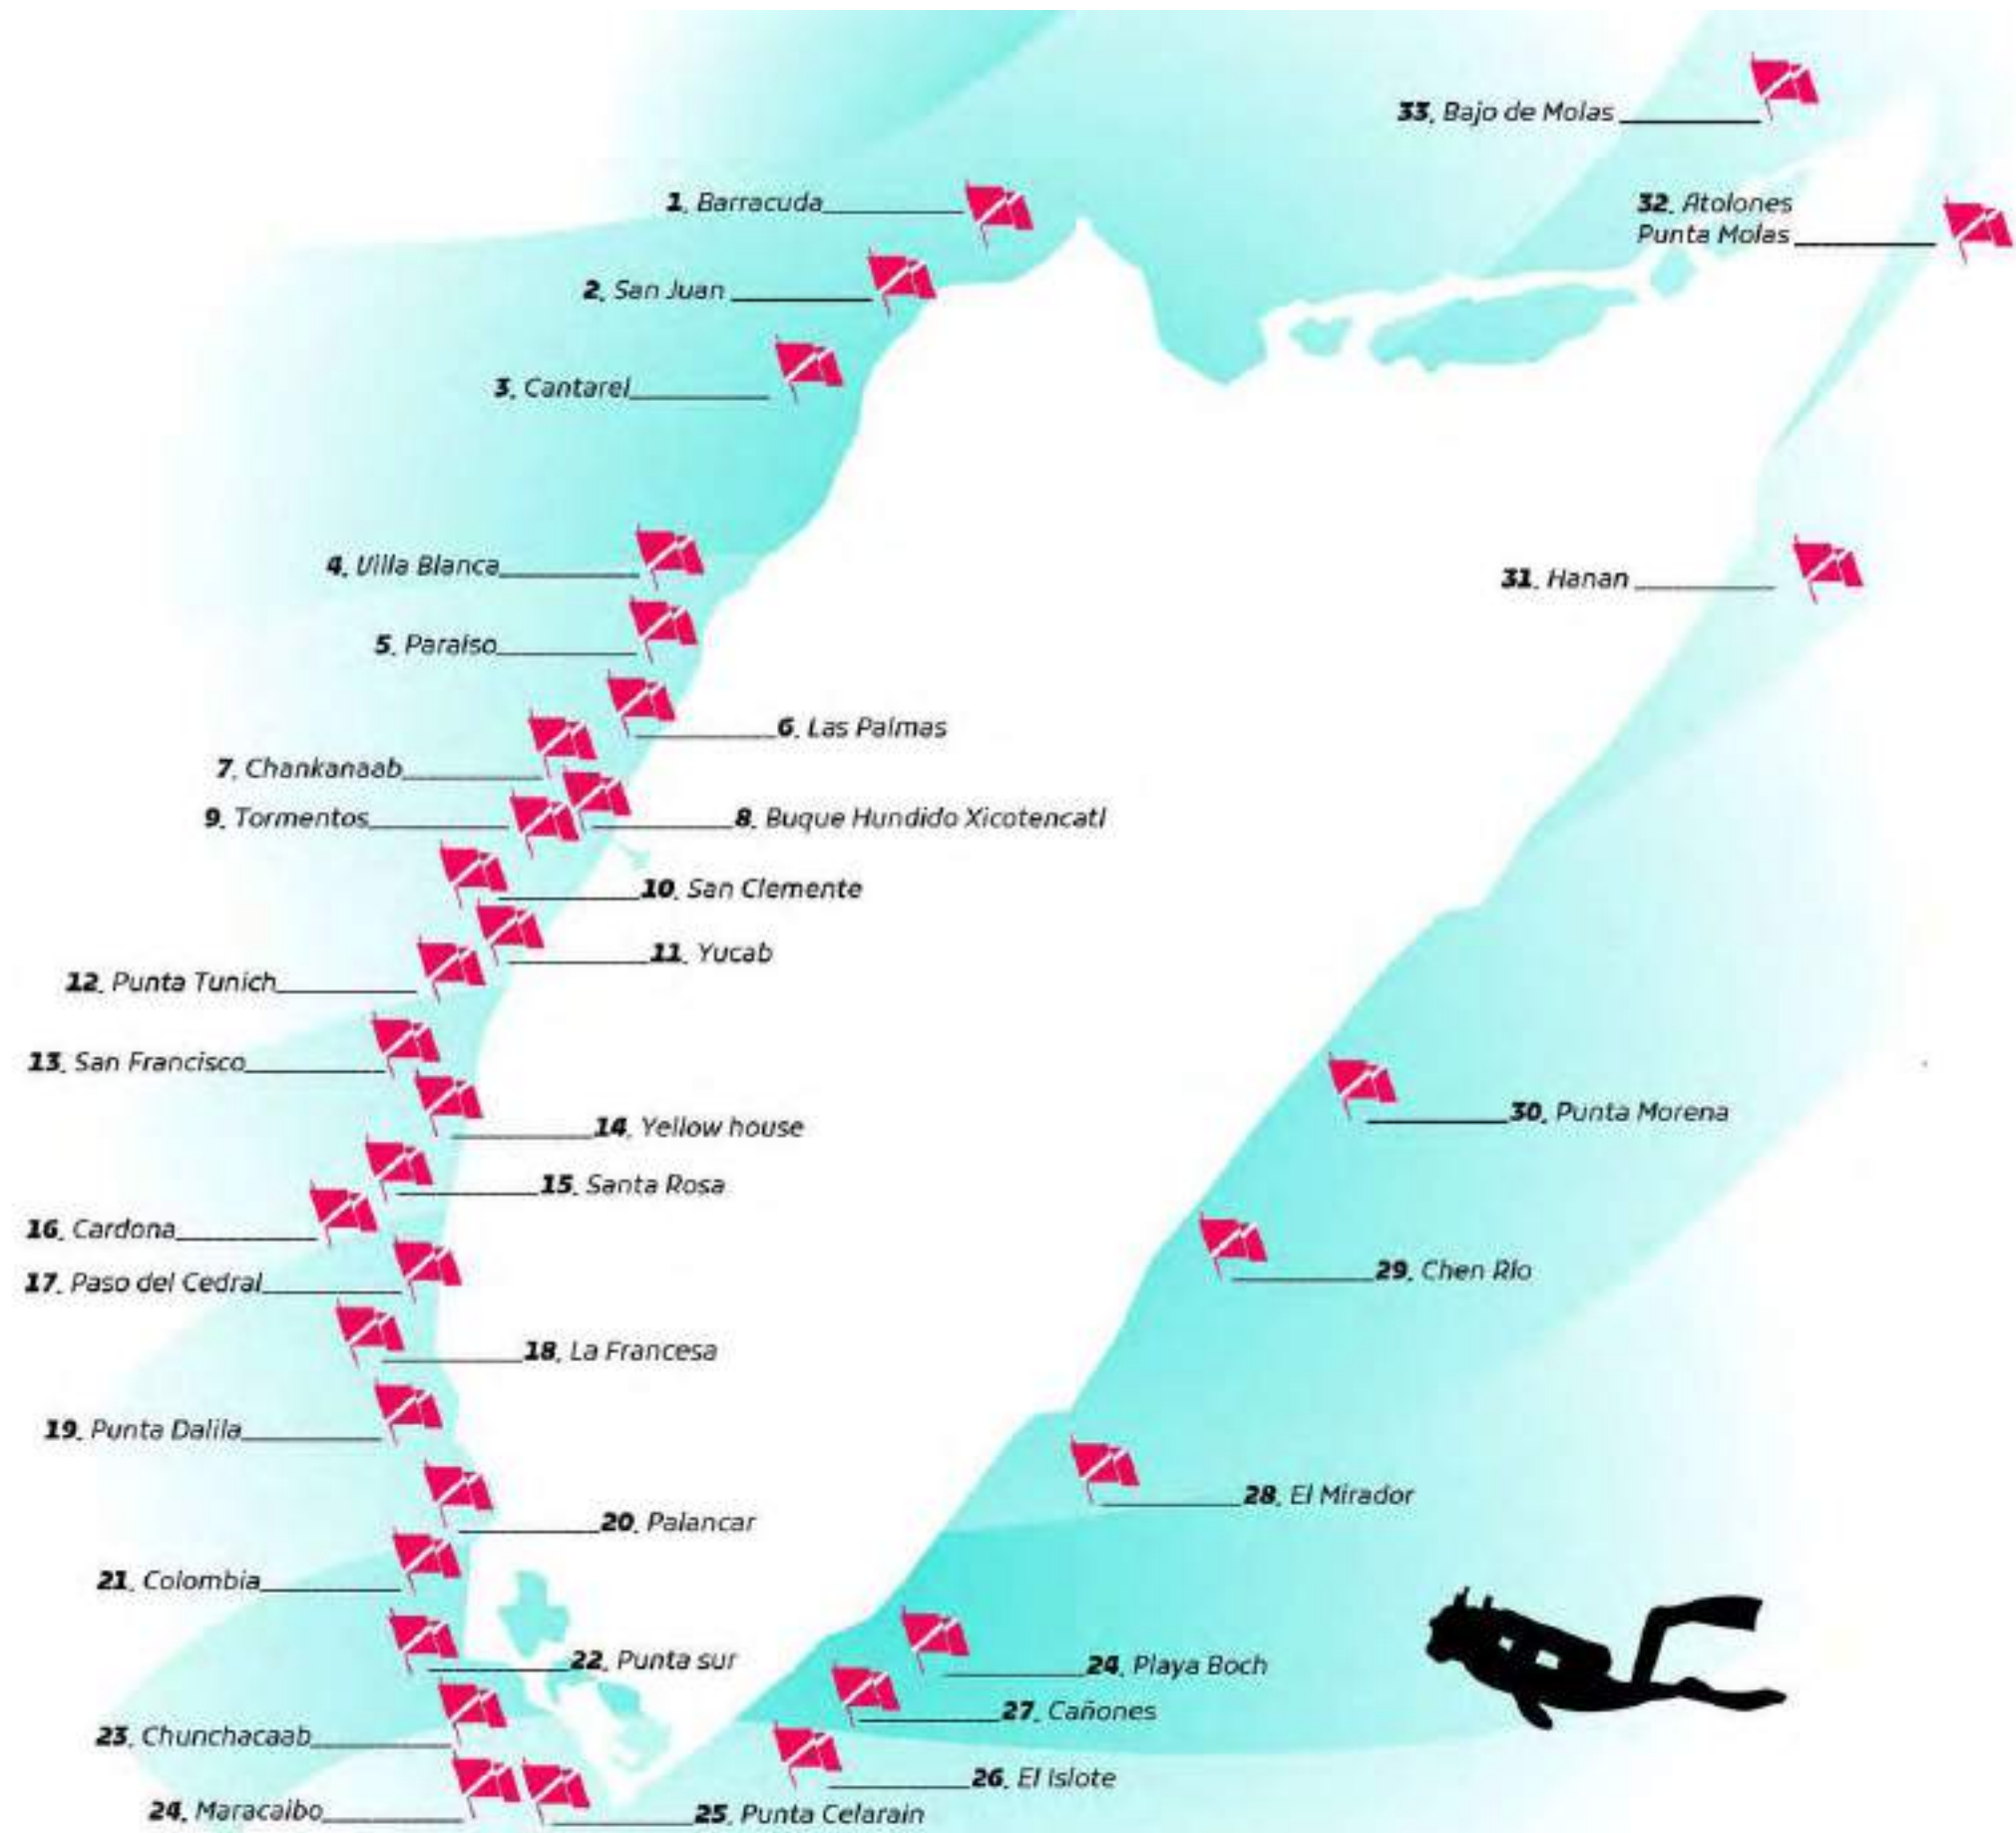 33. Bajo de Molas
1. Barracuda
32. Atolones
Punta Molas
2. San Juan
3. Cantarel
4. Villa Blanca
31. Hanan
5. Paraíso
6. Las Palmas
7. Chankanaab
9. Tormentos
8. Buque Hundido Xicotencatl
10. San Clemente
11. Yucab
12. Punta Tunich
13. San Francisco
30. Punta Morena
14. Yellow house
15. Santa Rosa
16. Cardona
29. Chen Río
17. Paso del Cedral
18. La Francesa
19. Punta Dalila
28. El Mirador
20. Palancar
21. Colombia
22. Punta sur
24. Playa Boch
27. Cañones
23. Chunchacaab
26. El Islote
24. Maracaibo
25. Punta Celarain